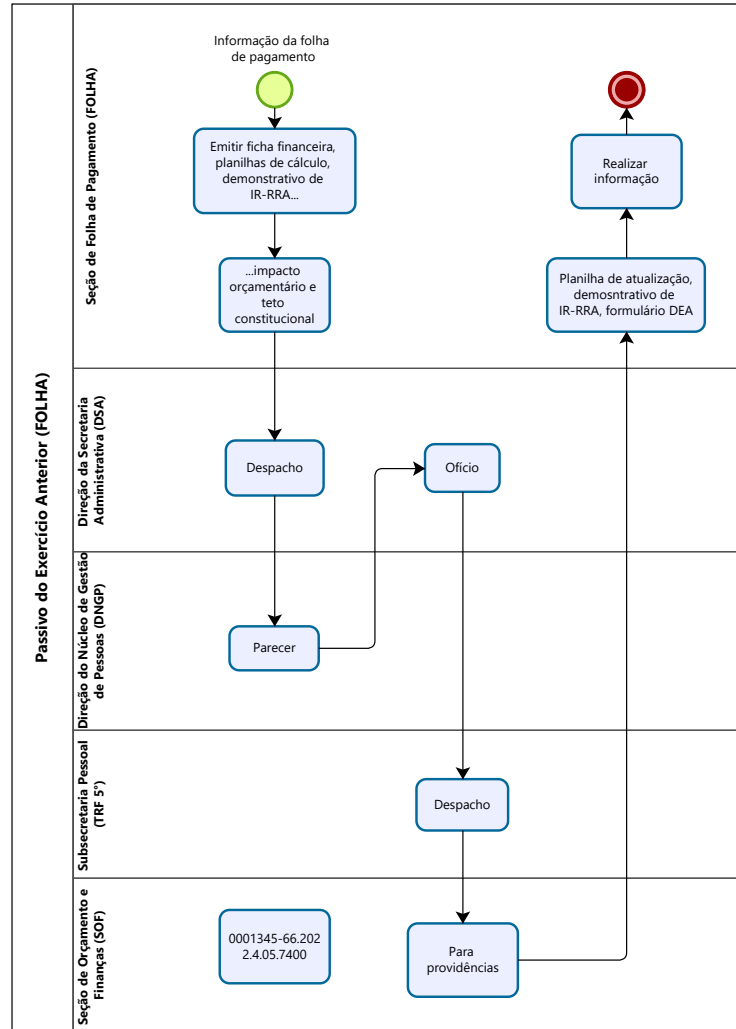 Passivo do Exercício Anterior (FOLHA)
Seção de Folha de Pagamento (FOLHA)
Informação da folha
de pagamento
Emitir ficha financeira,
planilhas de cálculo,
demonstrativo de
IR-RRA...
...impacto
orçamentário e
teto
constitucional
Realizar
informação
Planilha de atualização,
demosntrativo de
IR-RRA, formulário DEA
Direção da Secretaria
Administrativa (DSA)
Despacho
Ofício
Direção do Núcleo de Gestão
de Pessoas (DNGP)
Parecer
Subsecretaria Pessoal
(TRF 5°)
Despacho
Seção de Orçamento e
Finanças (SOF)
0001345-66.202
2.4.05.7400
Para
providências